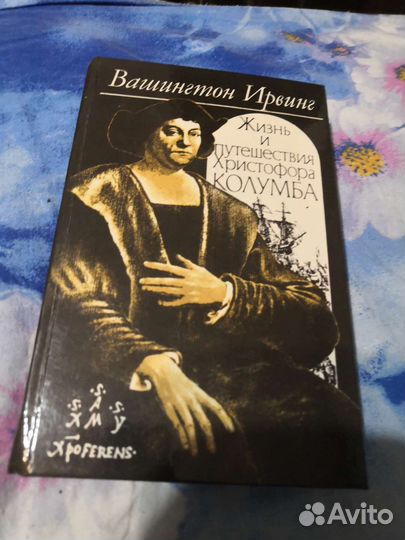 Вашингтон Ирвинг
Жизнь
и
путешествия
Христофора
КОЛУМБА
.s.
.s. A .s.
X M y
xpoFERENS.
Avito